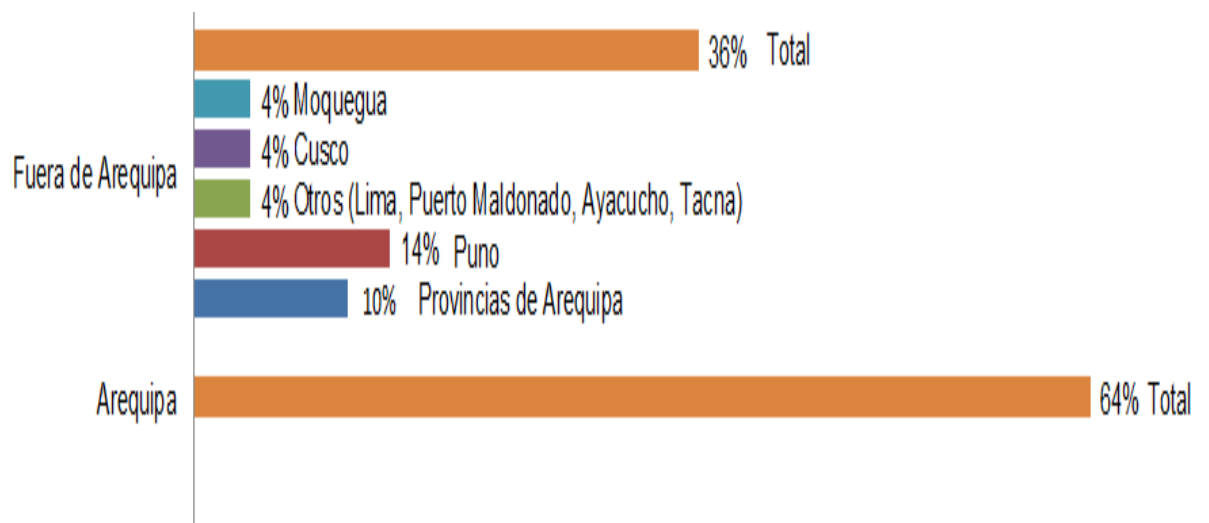 36% Total
4% Moquegua
4% Cusco
Fuera de Arequipa
4% Otros (Lima, Puerto Maldonado, Ayacucho, Tacna)
14% Puno
10% Provincias de Arequipa
Arequipa
64% Total